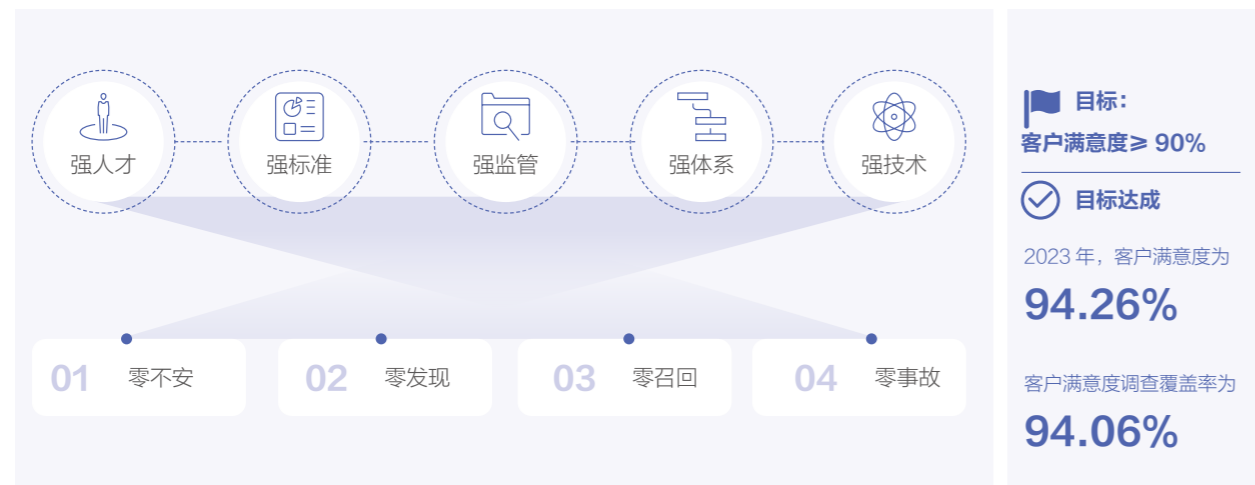 强人才
强标准
强监管
强体系
强技术
01 零不安
02 零发现
03 零召回
04 零事故
目标：
客户满意度≥ 90%
目标达成
2023 年，客户满意度为
94.26%
客户满意度调查覆盖率为
94.06%